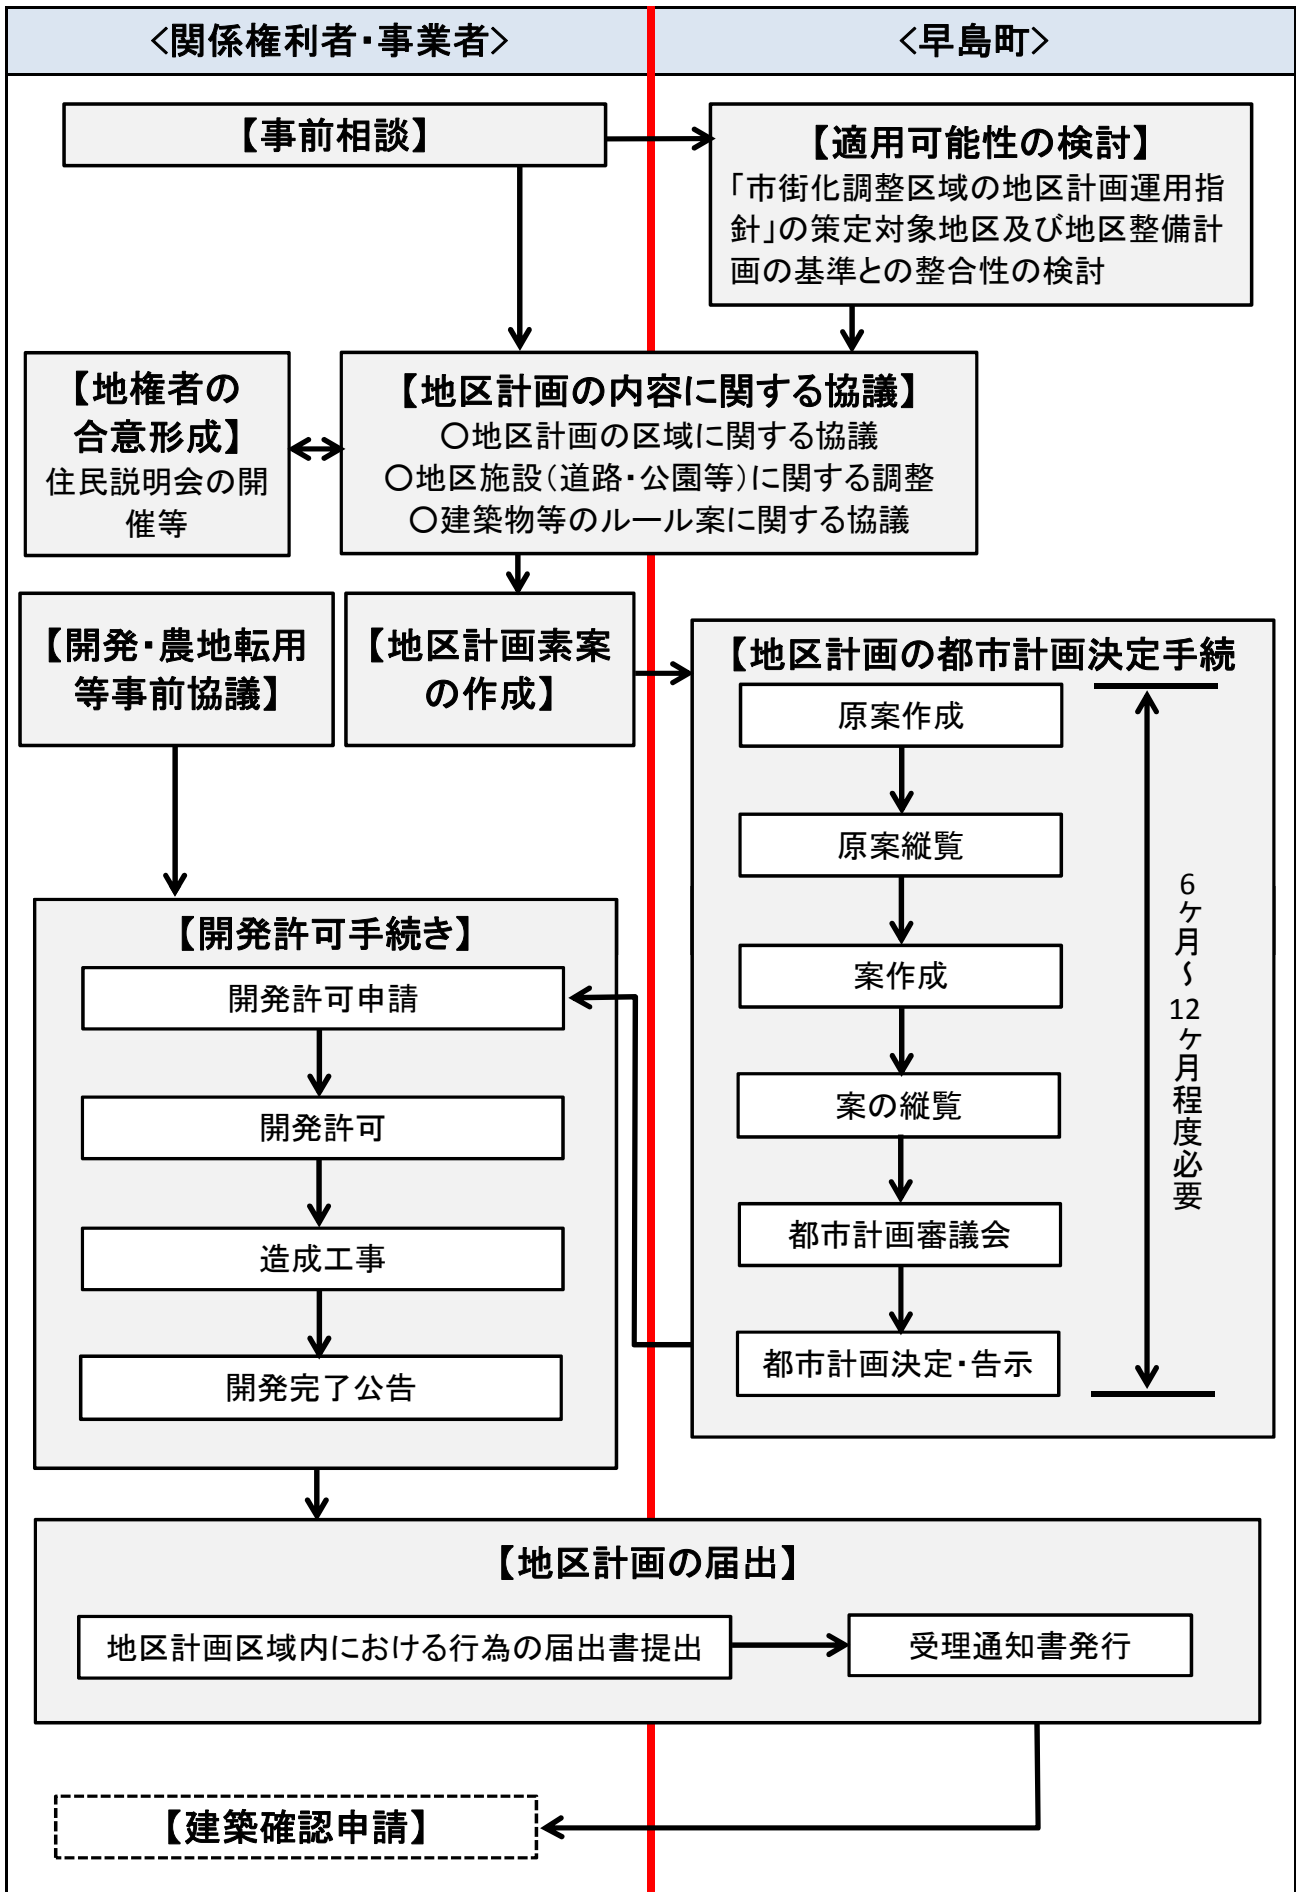 <関係権利者・事業者>
<早島町>
【事前相談】
【適用可能性の検討】
「市街化調整区域の地区計画運用指
針」の策定対象地区及び地区整備計
画の基準との整合性の検討
【地権者の
合意形成】
住民説明会の開
催等
【地区計画の内容に関する協議】
○地区計画の区域に関する協議
○地区施設(道路・公園等)に関する調整
○建築物等のルール案に関する協議
【開発・農地転用
等事前協議】
【地区計画素案
の作成】
【地区計画の都市計画決定手続
原案作成
原案縦覧
案作成
案の縦覧
都市計画審議会
都市計画決定・告示
6ヶ月～12ヶ月程度必要
【開発許可手続き】
開発許可申請
開発許可
造成工事
開発完了公告
【地区計画の届出】
地区計画区域内における行為の届出書提出
受理通知書発行
【建築確認申請】